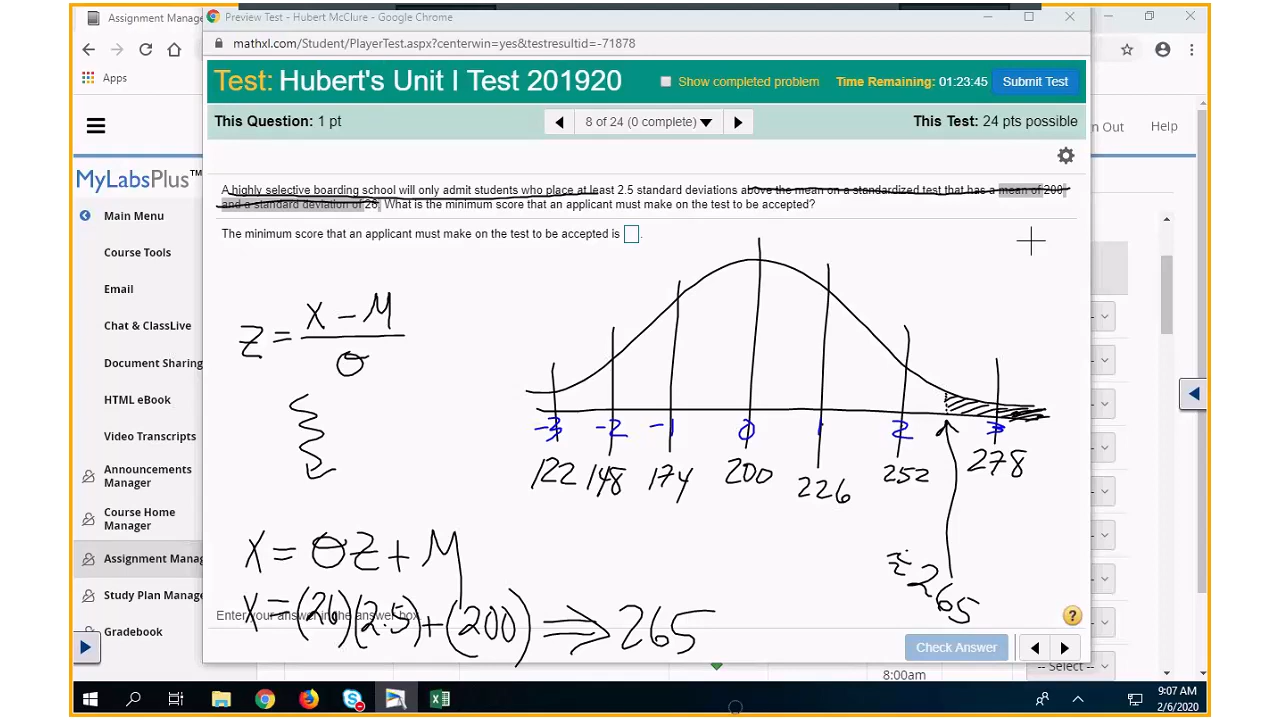 Assignment Manag
Preview Test - Hubert McClure - Google Chrome
mathxl.com/Student/PlayerTest.aspx?centerwin=yes&testresultid=-71878
Apps
Test: Hubert's Unit I Test 201920
Show completed problem
Time Remaining: 01:23:45
Submit Test
This Question: 1 pt
8 of 24 (0 complete)
This Test: 24 pts possible
n Out
Help
MyLabsPlus™
A highly selective boarding school will only admit students who place at least 2.5 standard deviations above the mean on a standardized test that has a mean of 200
and a standard deviation of 26. What is the minimum score that an applicant must make on the test to be accepted?
The minimum score that an applicant must make on the test to be accepted is
.
Main Menu
Course Tools
Email
Chat & ClassLive
Document Sharing
HTML eBook
Video Transcripts
Announcements
Manager
Course Home
Manager
Assignment Manag
Study Plan Manage
Gradebook
Z = X - M
σ
-3 -2 -1 0 1 2 3
122 148 174 200 226 252 278
X = σZ + M
X = (26)(2.5) + (200) ⇒ 265
≈ 265
Enter your answer in the answer box.
?
Check Answer
-- Select --
8:00am
9:07 AM
2/6/2020